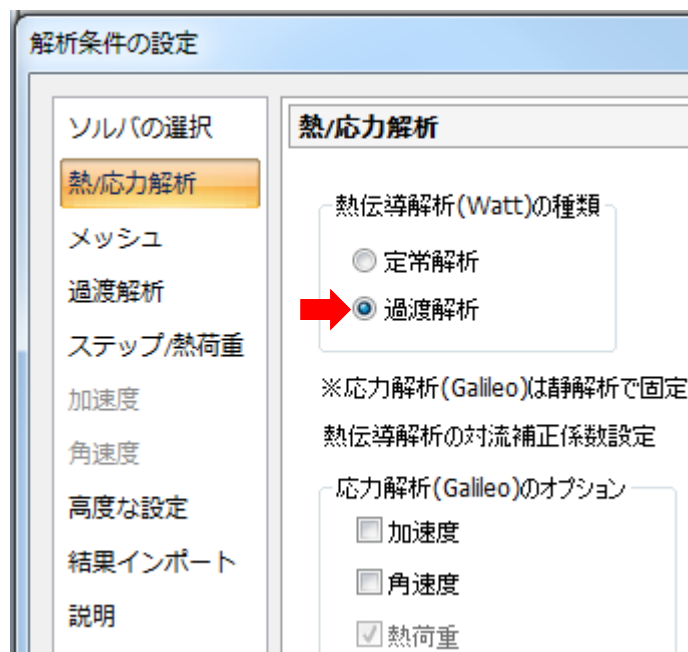 解析条件の設定
ソルバの選択
熱/応力解析
メッシュ
過渡解析
ステップ/熱荷重
加速度
角速度
高度な設定
結果インポート
説明
熱/応力解析
熱伝導解析(Watt)の種類
定常解析
過渡解析
※応力解析(Galileo)は静解析で固定
熱伝導解析の対流補正係数設定
応力解析(Galileo)のオプション
加速度
角速度
熱荷重